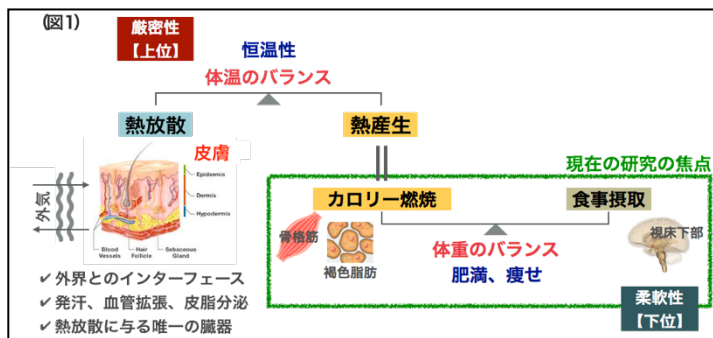 (図1)
厳密性
【上位】
恒温性
体温のバランス
熱放散
熱産生
皮膚
Epidermis
Dermis
Hypodermis
Blood
Vessels
Hair
Follicle
Sebaceous
Gland
外気
✔ 外界とのインターフェース
✔ 発汗、血管拡張、皮脂分泌
✔ 熱放散に与る唯一の臓器
現在の研究の焦点
カロリー燃焼
食事摂取
骨格筋
褐色脂肪
体重のバランス
肥満、痩せ
視床下部
柔軟性
【下位】